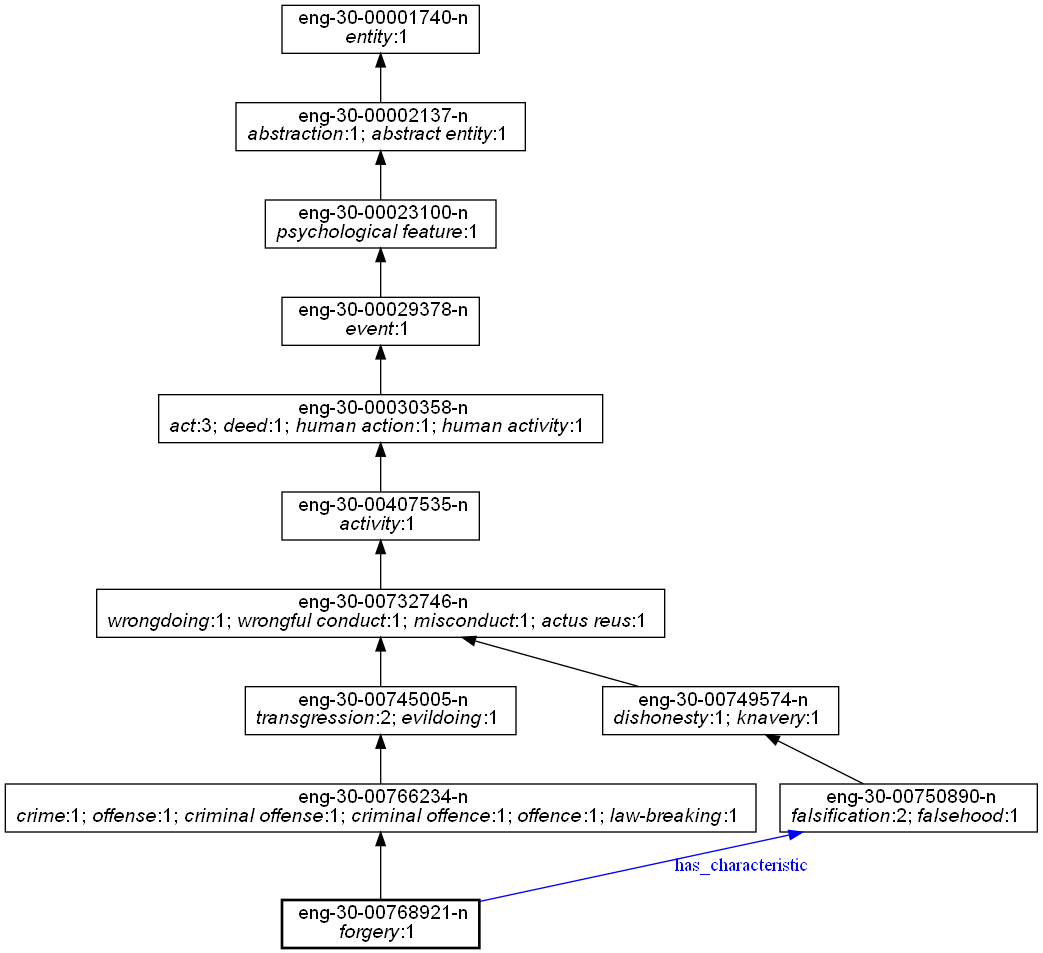 eng-30-00001740-n
entity:1
eng-30-00002137-n
abstraction:1; abstract entity:1
eng-30-00023100-n
psychological feature:1
eng-30-00029378-n
event:1
eng-30-00030358-n
act:3; deed:1; human action:1; human activity:1
eng-30-00407535-n
activity:1
eng-30-00732746-n
wrongdoing:1; wrongful conduct:1; misconduct:1; actus reus:1
eng-30-00745005-n
transgression:2; evildoing:1
eng-30-00749574-n
dishonesty:1; knavery:1
eng-30-00766234-n
crime:1; offense:1; criminal offense:1; criminal offence:1; offence:1; law-breaking:1
eng-30-00750890-n
falsification:2; falsehood:1
has_characteristic
eng-30-00768921-n
forgery:1